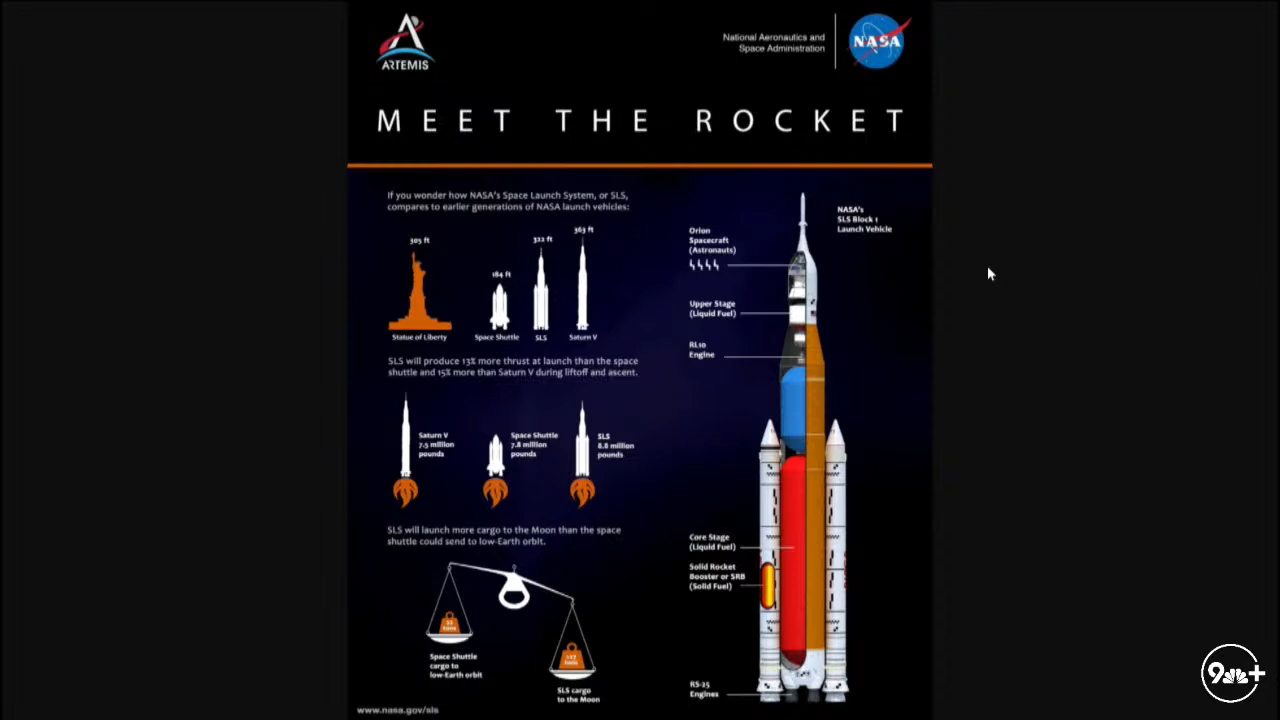 ARTEMIS
National Aeronautics and
Space Administration
NASA
MEET THE ROCKET
If you wonder how NASA's Space Launch System, or SLS,
compares to earlier generations of NASA launch vehicles:
305 ft
184 ft
322 ft
363 ft
Statue of Liberty
Space Shuttle
SLS
Saturn V
SLS will produce 13% more thrust at launch than the space
shuttle and 15% more than Saturn V during liftoff and ascent.
Saturn V
7.5 million
pounds
Space Shuttle
7.8 million
pounds
SLS
8.8 million
pounds
SLS will launch more cargo to the Moon than the space
shuttle could send to low-Earth orbit.
tons
tons
Space Shuttle
cargo to
low-Earth orbit
SLS cargo
to the Moon
www.nasa.gov/sls
NASA's
SLS Block 1
Launch Vehicle
Orion
Spacecraft
(Astronauts)
Upper Stage
(Liquid Fuel)
RL10
Engine
Core Stage
(Liquid Fuel)
Solid Rocket
Booster or SRB
(Solid Fuel)
RS-25
Engines
9+